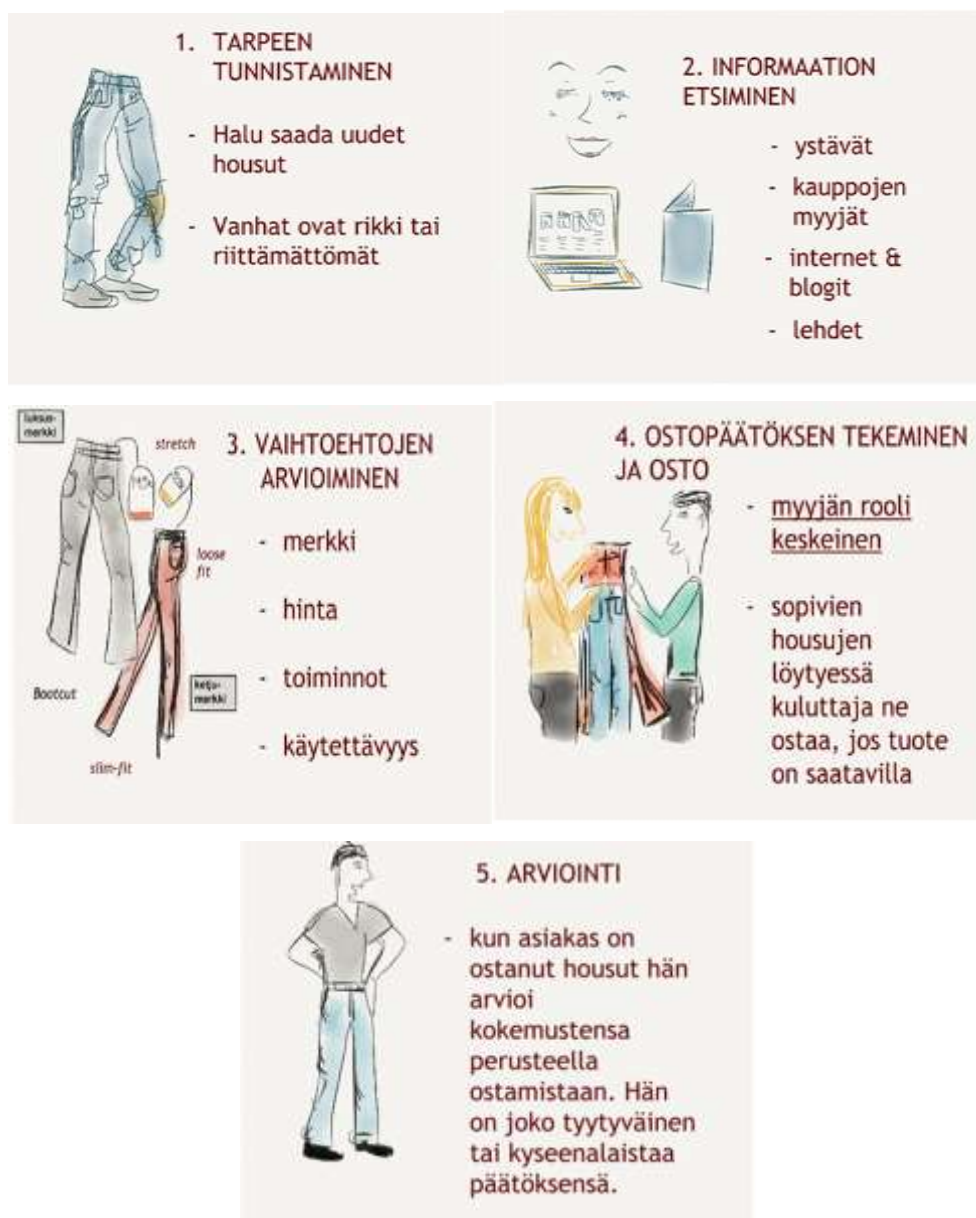 1. TARPEEN
TUNNISTAMINEN
- Halu saada uudet
housut
- Vanhat ovat rikki tai
riittämättömät
2. INFORMAATION
ETSIMINEN
- ystävät
- kauppojen
myyjät
- internet &
blogit
- lehdet
luksus-
merkki
stretch
3. VAIHTOEHTOJEN
ARVIOIMINEN
loose
fit
- merkki
- hinta
- toiminnot
- käytettävyys
ketju-
merkki
Bootcut
slim-fit
4. OSTOPÄÄTÖKSEN TEKEMINEN
JA OSTO
- myyjän rooli
keskeinen
- sopivien
housujen
löytyessä
kuluttaja ne
ostaa, jos tuote
on saatavilla
5. ARVIOINTI
- kun asiakas on
ostanut housut hän
arvioi
kokemustensa
perusteella
ostamistaan. Hän
on joko tyytyväinen
tai kyseenalaistaa
päätöksensä.